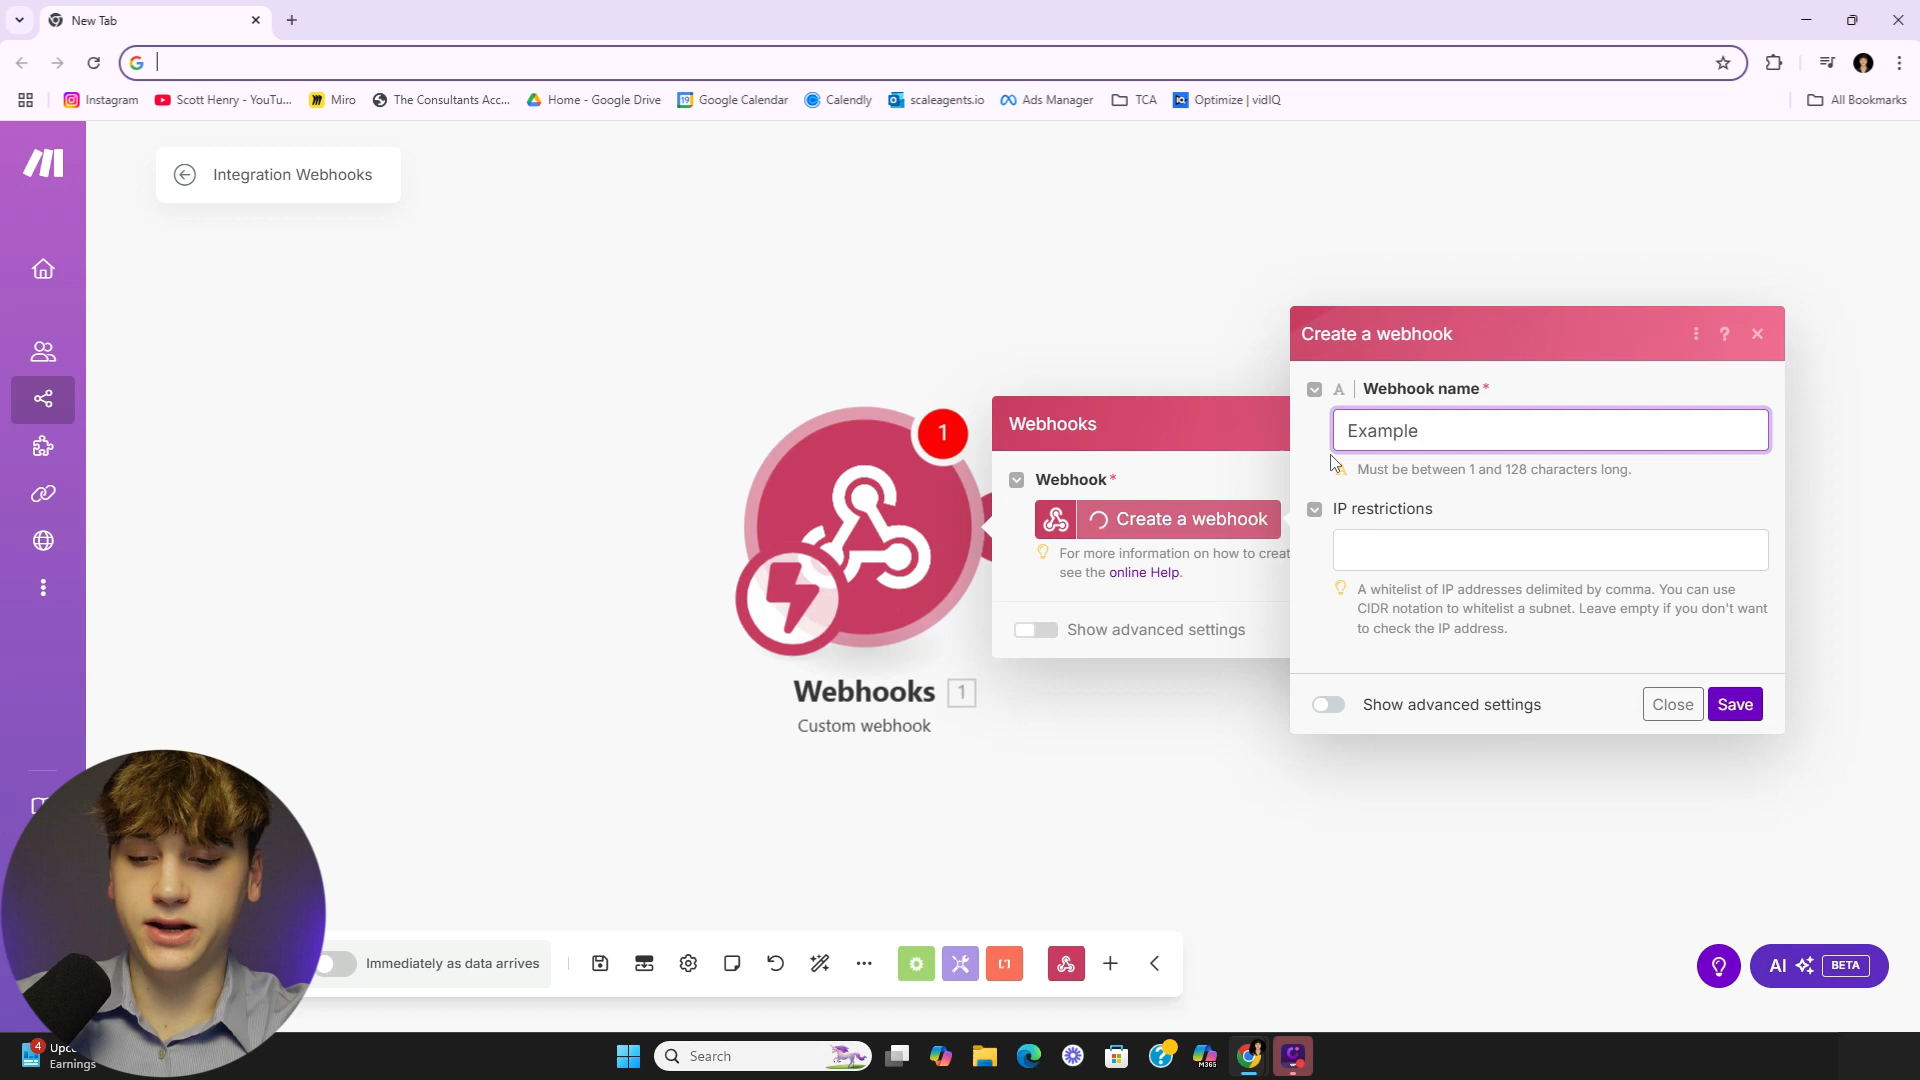 New Tab
Instagram
Scott Henry - YouTu...
Miro
The Consultants Acc...
Home - Google Drive
Google Calendar
Calendly
scaleagents.io
Ads Manager
TCA
Optimize | vidIQ
All Bookmarks
Integration Webhooks
Create a webhook
Webhook name *
Example
Must be between 1 and 128 characters long.
IP restrictions
A whitelist of IP addresses delimited by comma. You can use
CIDR notation to whitelist a subnet. Leave empty if you don't want
to check the IP address.
Show advanced settings
Close
Save
Webhooks
Webhook *
Create a webhook
For more information on how to creat
see the online Help.
Show advanced settings
1
Webhooks 1
Custom webhook
Immediately as data arrives
AI
BETA
4
Earnings
Search
M365